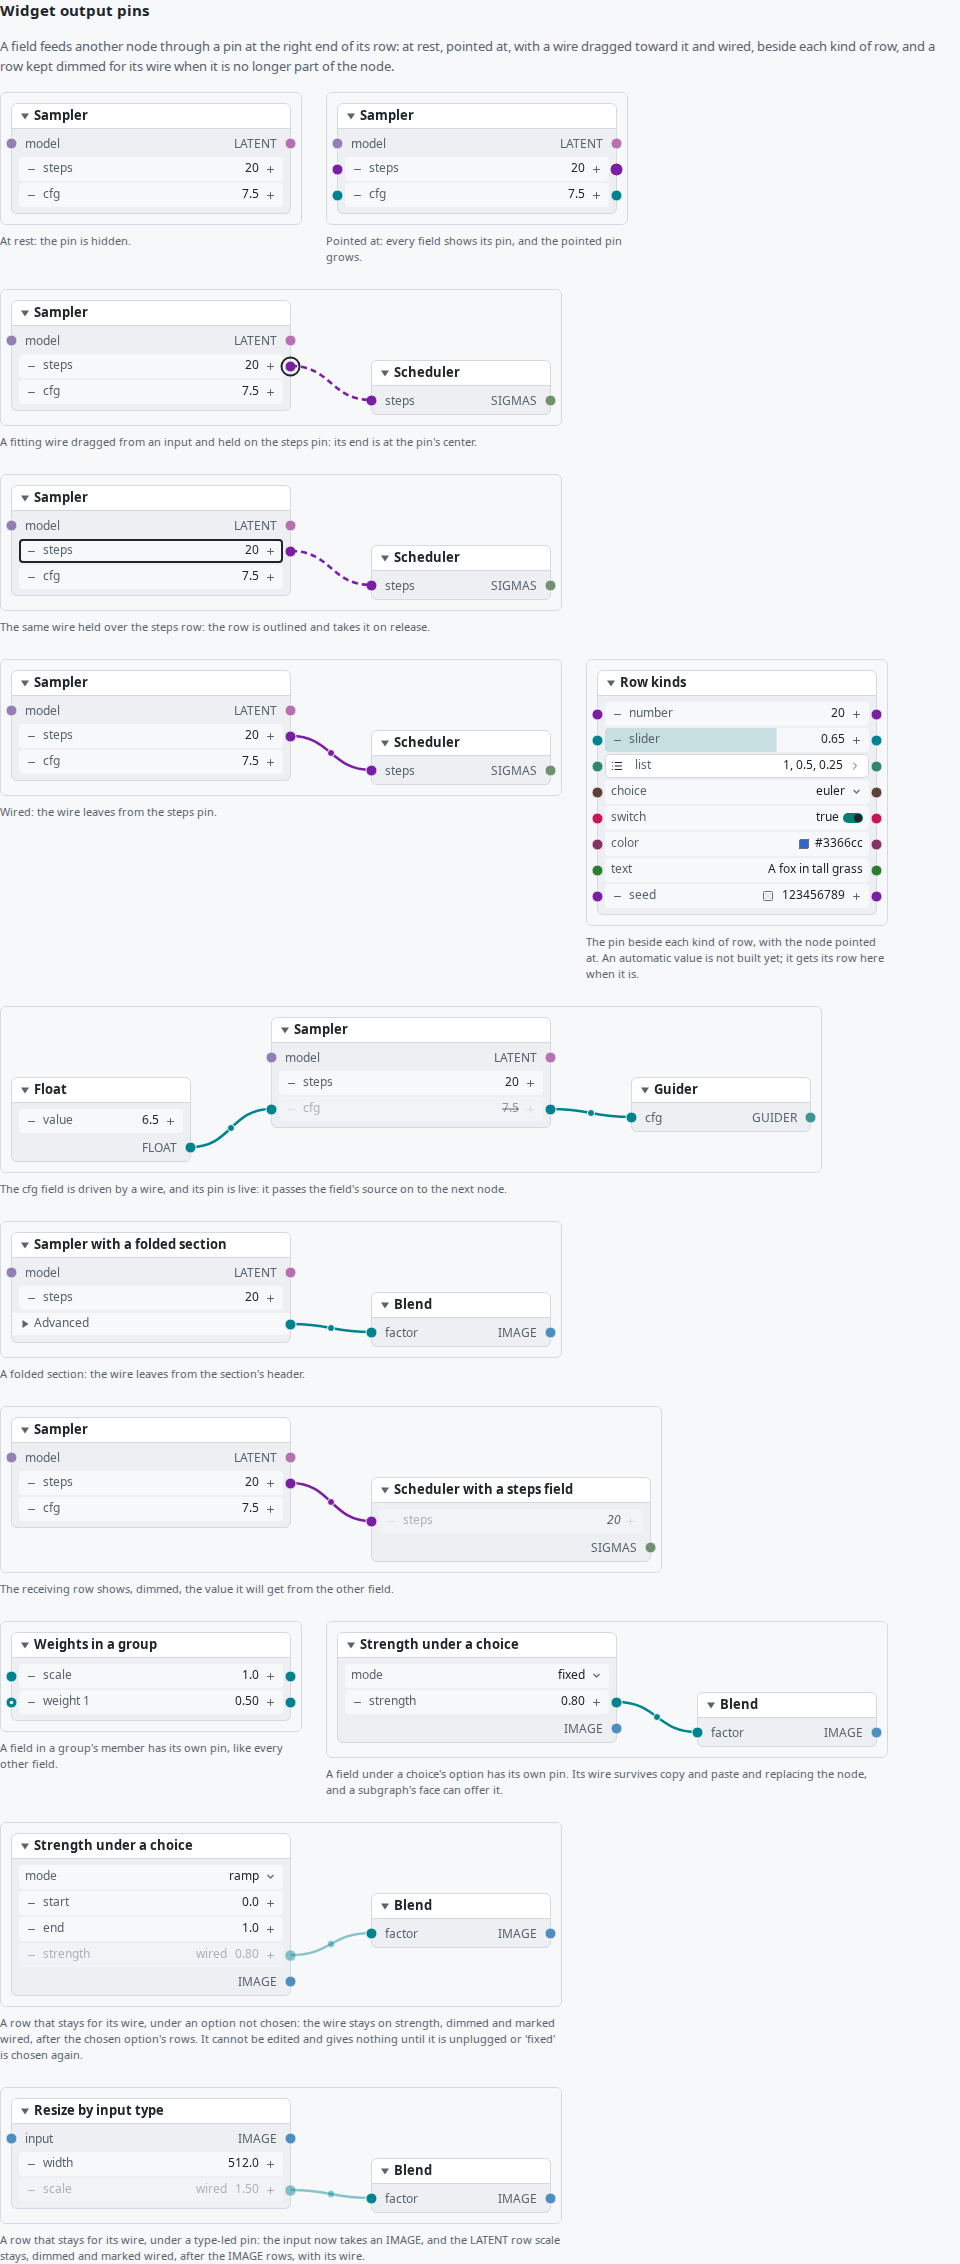 Widget output pins
A field feeds another node through a pin at the right end of its row: at rest, pointed at, with a wire dragged toward it and wired, beside each kind of row, and a
row kept dimmed for its wire when it is no longer part of the node.
Sampler
model LATENT
– steps 20 +
– cfg 7.5 +
At rest: the pin is hidden.
Sampler
model LATENT
– steps 20 +
– cfg 7.5 +
Pointed at: every field shows its pin, and the pointed pin
grows.
Sampler
model LATENT
– steps 20 +
– cfg 7.5 +
Scheduler
steps SIGMAS
A fitting wire dragged from an input and held on the steps pin: its end is at the pin's center.
Sampler
model LATENT
– steps 20 +
– cfg 7.5 +
Scheduler
steps SIGMAS
The same wire held over the steps row: the row is outlined and takes it on release.
Sampler
model LATENT
– steps 20 +
– cfg 7.5 +
Scheduler
steps SIGMAS
Wired: the wire leaves from the steps pin.
Row kinds
– number 20 +
– slider 0.65 +
list 1, 0.5, 0.25
choice euler
switch true
color #3366cc
text A fox in tall grass
– seed 123456789 +
The pin beside each kind of row, with the node pointed
at. An automatic value is not built yet; it gets its row here
when it is.
Float
– value 6.5 +
FLOAT
Sampler
model LATENT
– steps 20 +
– cfg 7.5 +
Guider
cfg GUIDER
The cfg field is driven by a wire, and its pin is live: it passes the field's source on to the next node.
Sampler with a folded section
model LATENT
– steps 20 +
Advanced
Blend
factor IMAGE
A folded section: the wire leaves from the section's header.
Sampler
model LATENT
– steps 20 +
– cfg 7.5 +
Scheduler with a steps field
– steps 20 +
SIGMAS
The receiving row shows, dimmed, the value it will get from the other field.
Weights in a group
– scale 1.0 +
– weight 1 0.50 +
A field in a group's member has its own pin, like every
other field.
Strength under a choice
mode fixed
– strength 0.80 +
IMAGE
Blend
factor IMAGE
A field under a choice's option has its own pin. Its wire survives copy and paste and replacing the node,
and a subgraph's face can offer it.
Strength under a choice
mode ramp
– start 0.0 +
– end 1.0 +
– strength wired 0.80 +
IMAGE
Blend
factor IMAGE
A row that stays for its wire, under an option not chosen: the wire stays on strength, dimmed and marked
wired, after the chosen option's rows. It cannot be edited and gives nothing until it is unplugged or 'fixed'
is chosen again.
Resize by input type
input IMAGE
– width 512.0 +
– scale wired 1.50 +
Blend
factor IMAGE
A row that stays for its wire, under a type-led pin: the input now takes an IMAGE, and the LATENT row scale
stays, dimmed and marked wired, after the IMAGE rows, with its wire.